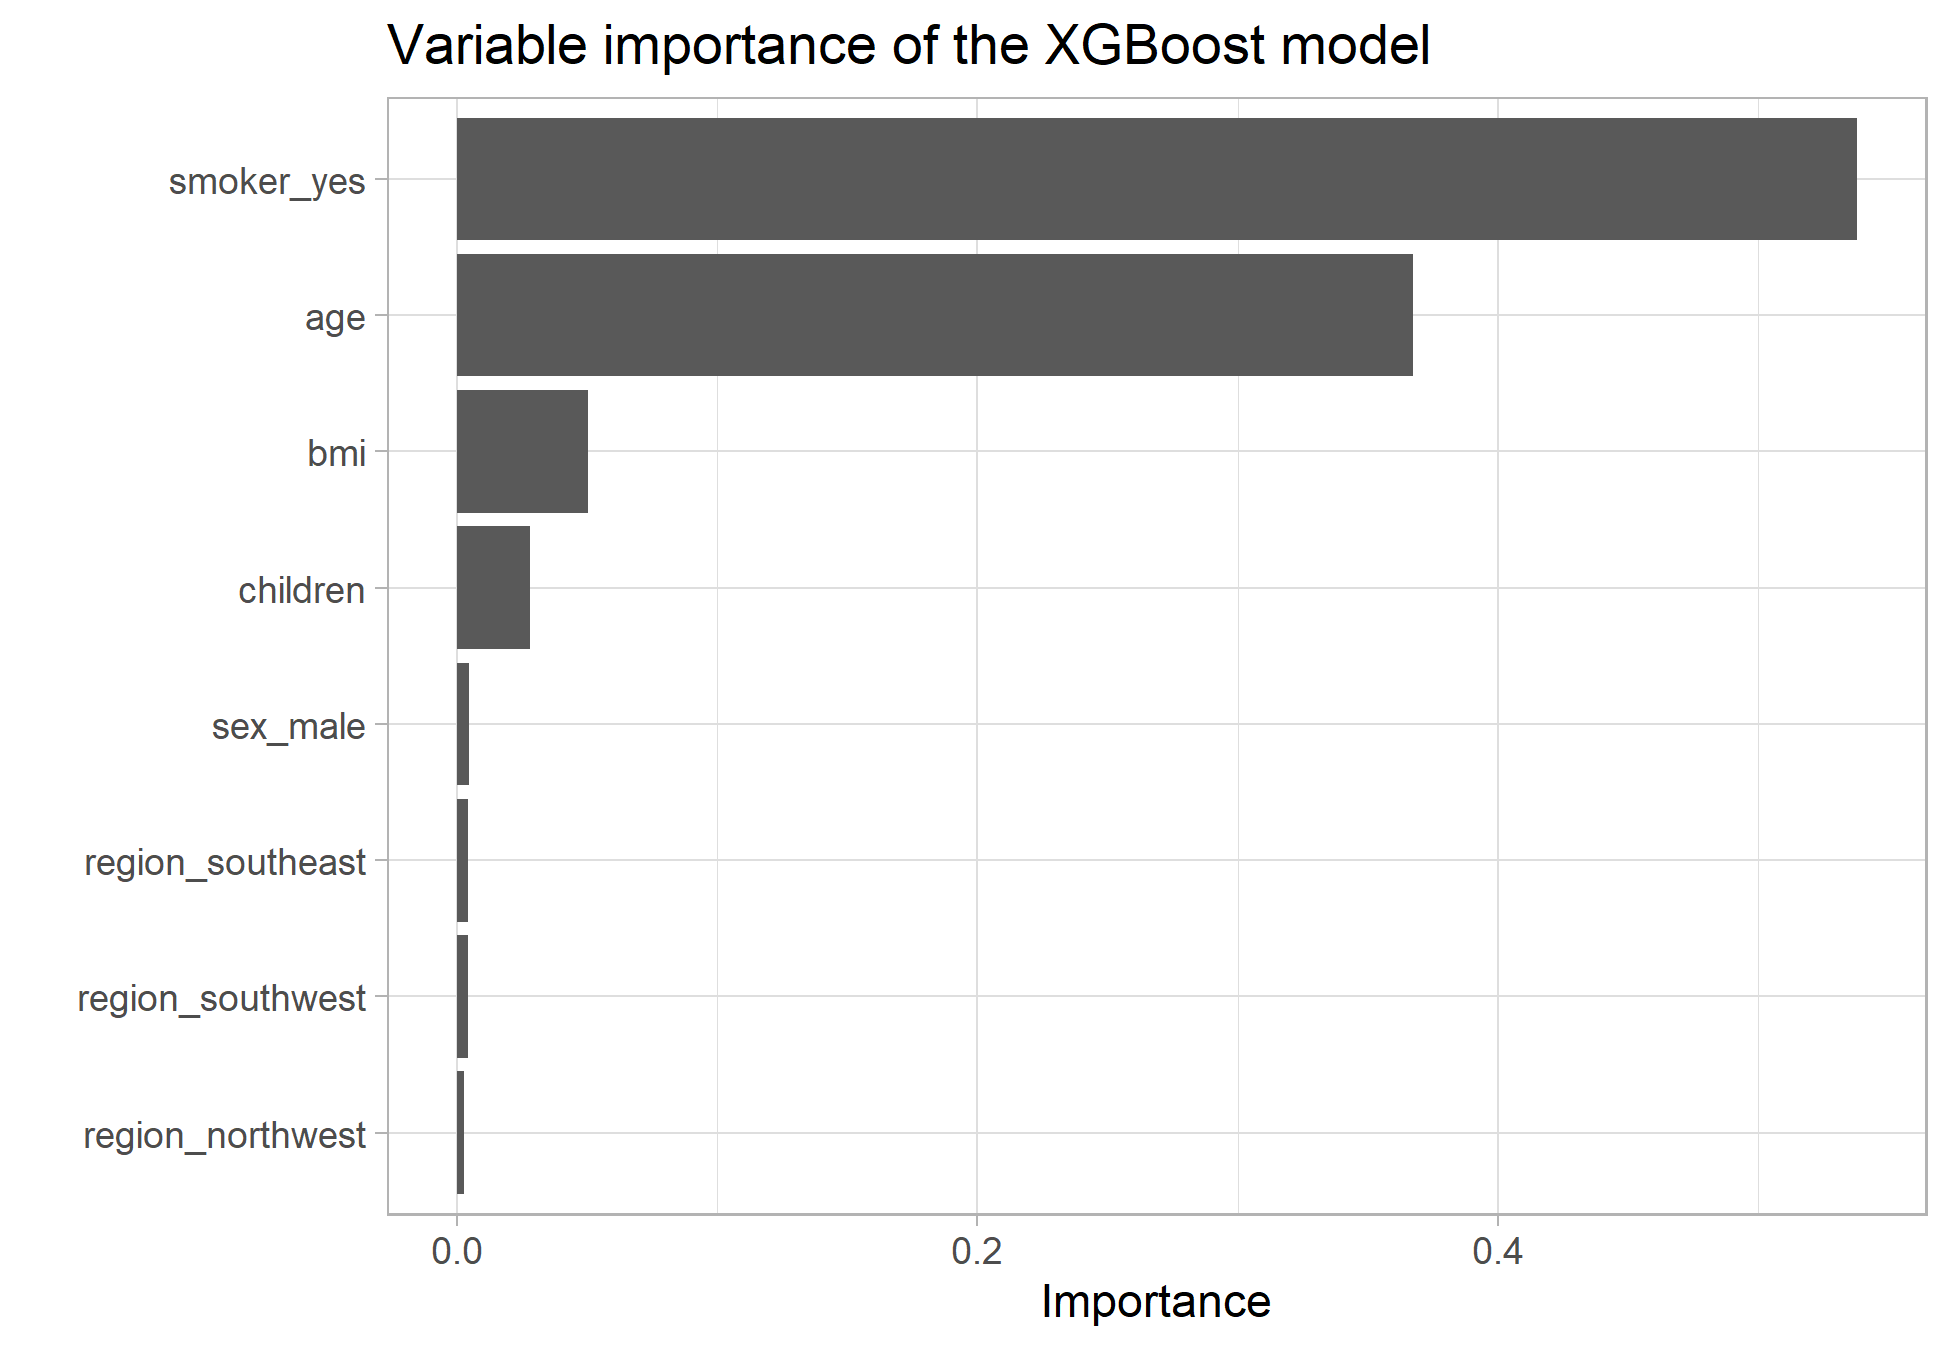 Variable importance of the XGBoost model
smoker_yes
age
bmi
children
sex_male
region_southeast
region_southwest
region_northwest
0.0 0.2 0.4
Importance